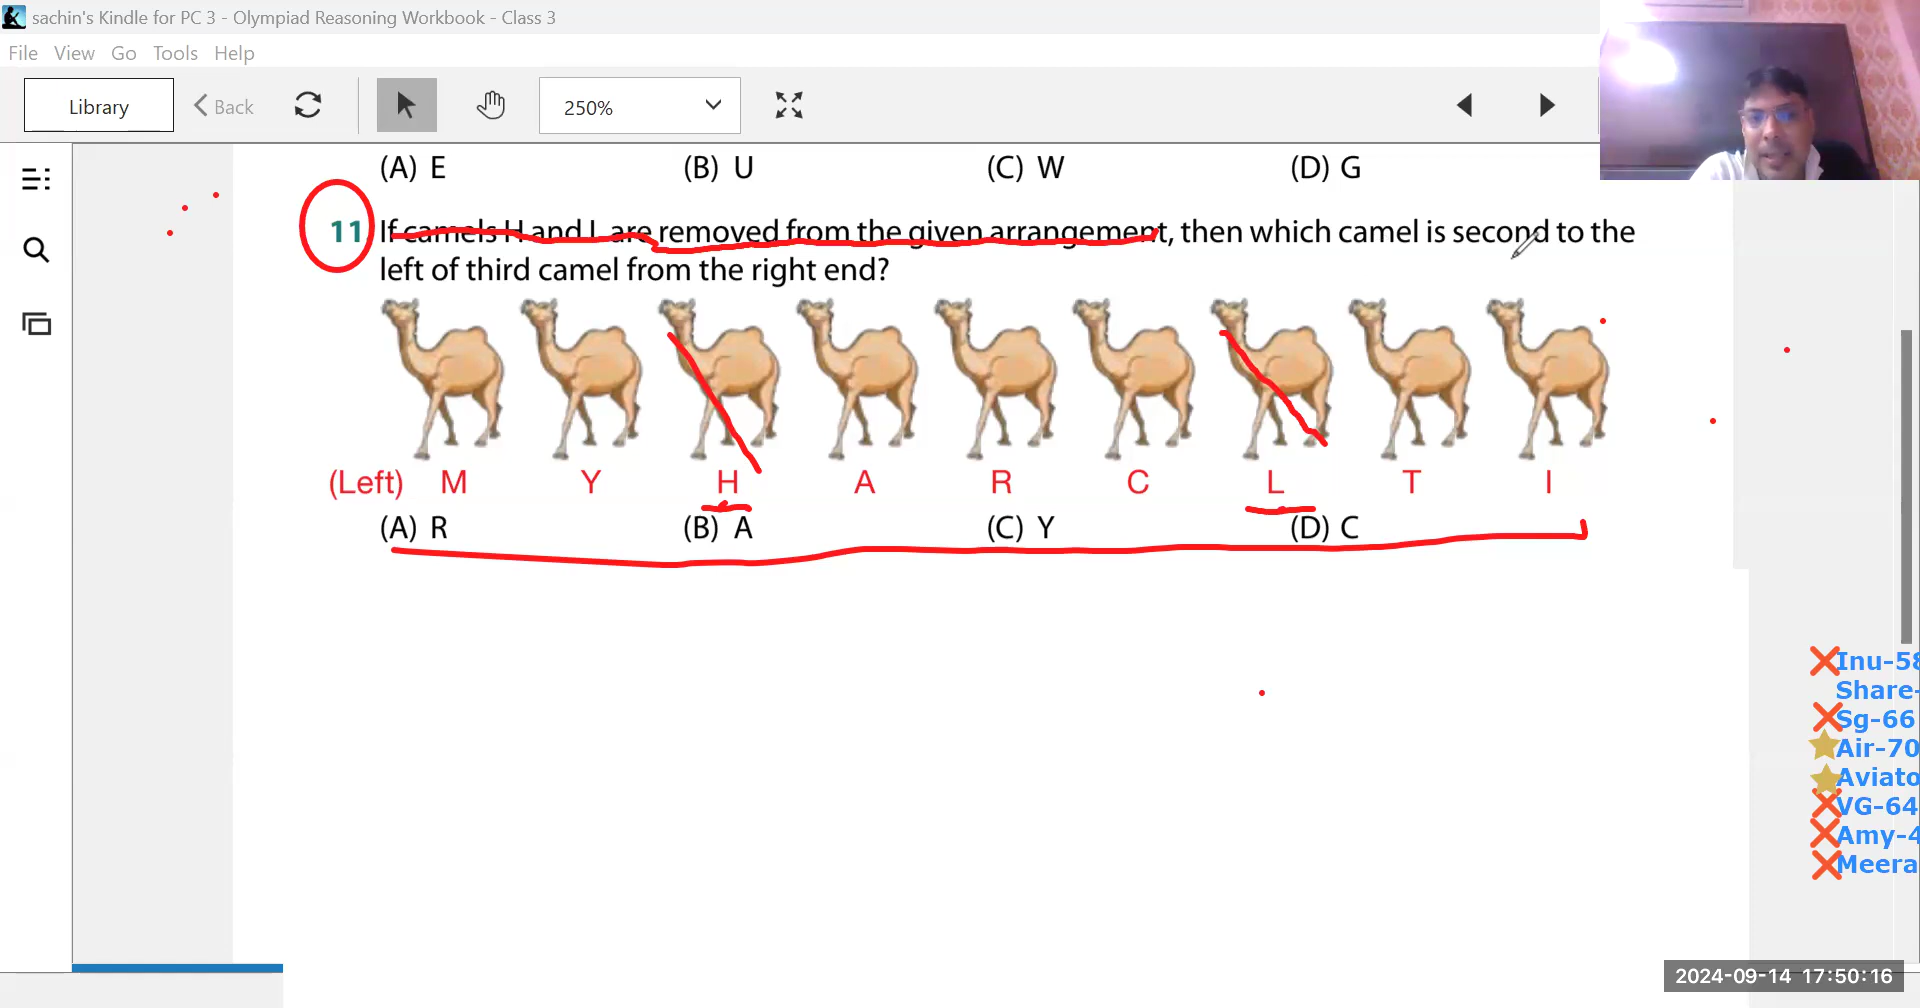 sachin's Kindle for PC 3 - Olympiad Reasoning Workbook - Class 3
File View Go Tools Help
Library Back 250%
(A) E (B) U (C) W (D) G
11. If camels H and L are removed from the given arrangement, then which camel is second to the
left of third camel from the right end?
(Left) M Y H A R C L T I
(A) R (B) A (C) Y (D) C
Inu-58
Share-
Sg-66
Air-70
Aviato
VG-64
Amy-4
Meera
2024-09-14 17:50:16